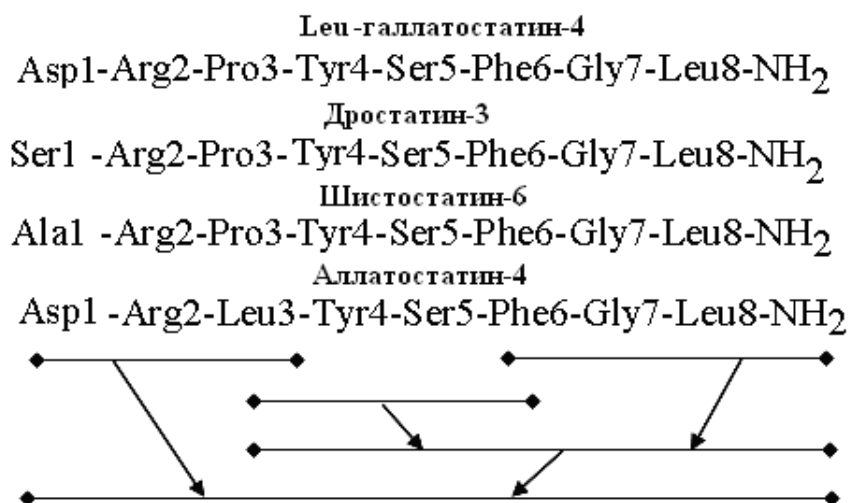 Leu-галлатостатин-4
Asp1-Arg2-Pro3-Tyr4-Ser5-Phe6-Gly7-Leu8-NH2
Дростатин-3
Ser1 -Arg2-Pro3-Tyr4-Ser5-Phe6-Gly7-Leu8-NH2
Шистостатин-6
Ala1 -Arg2-Pro3-Tyr4-Ser5-Phe6-Gly7-Leu8-NH2
Аллатостатин-4
Asp1 -Arg2-Leu3-Tyr4-Ser5-Phe6-Gly7-Leu8-NH2